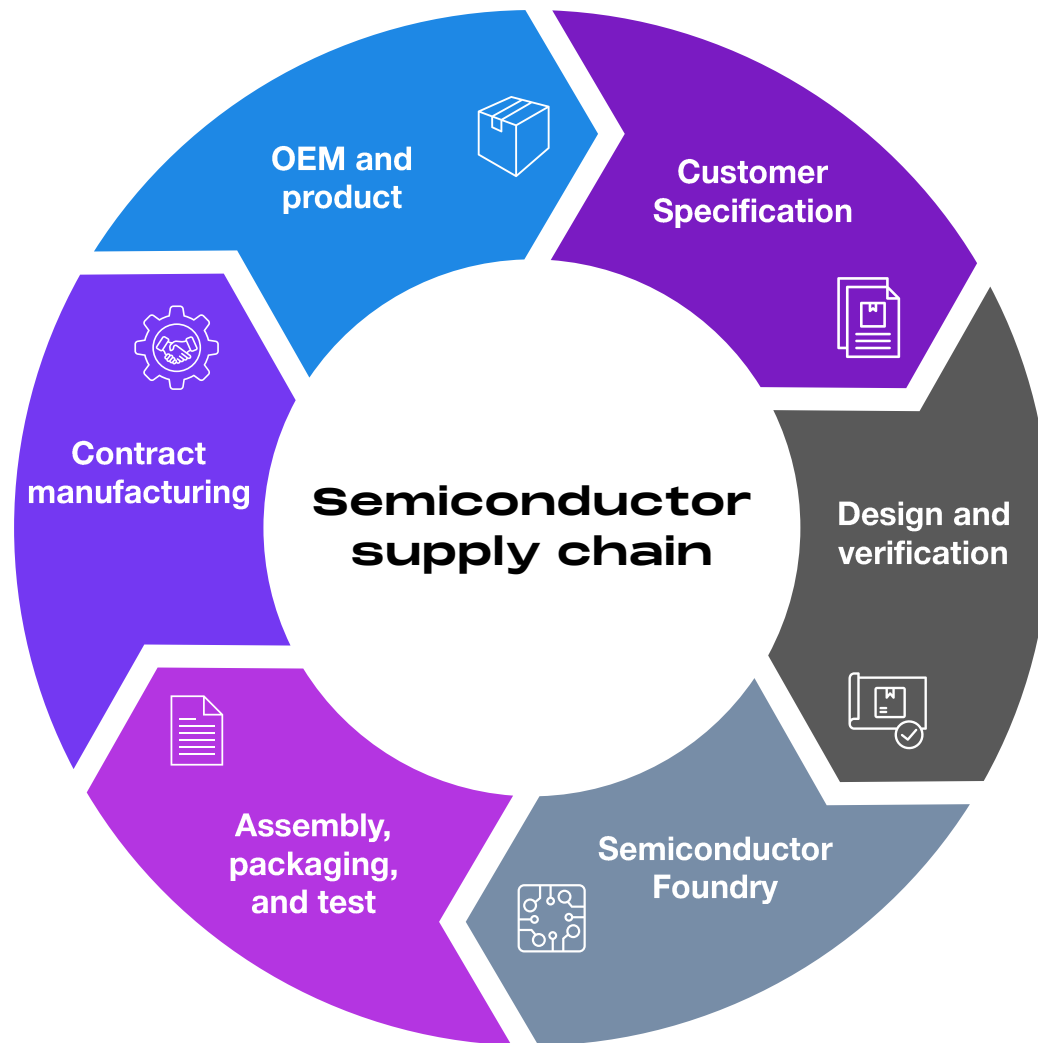 OEM and
product
Customer
Specification
Contract
manufacturing
Semiconductor
supply chain
Design and
verification
Assembly,
packaging,
and test
Semiconductor
Foundry